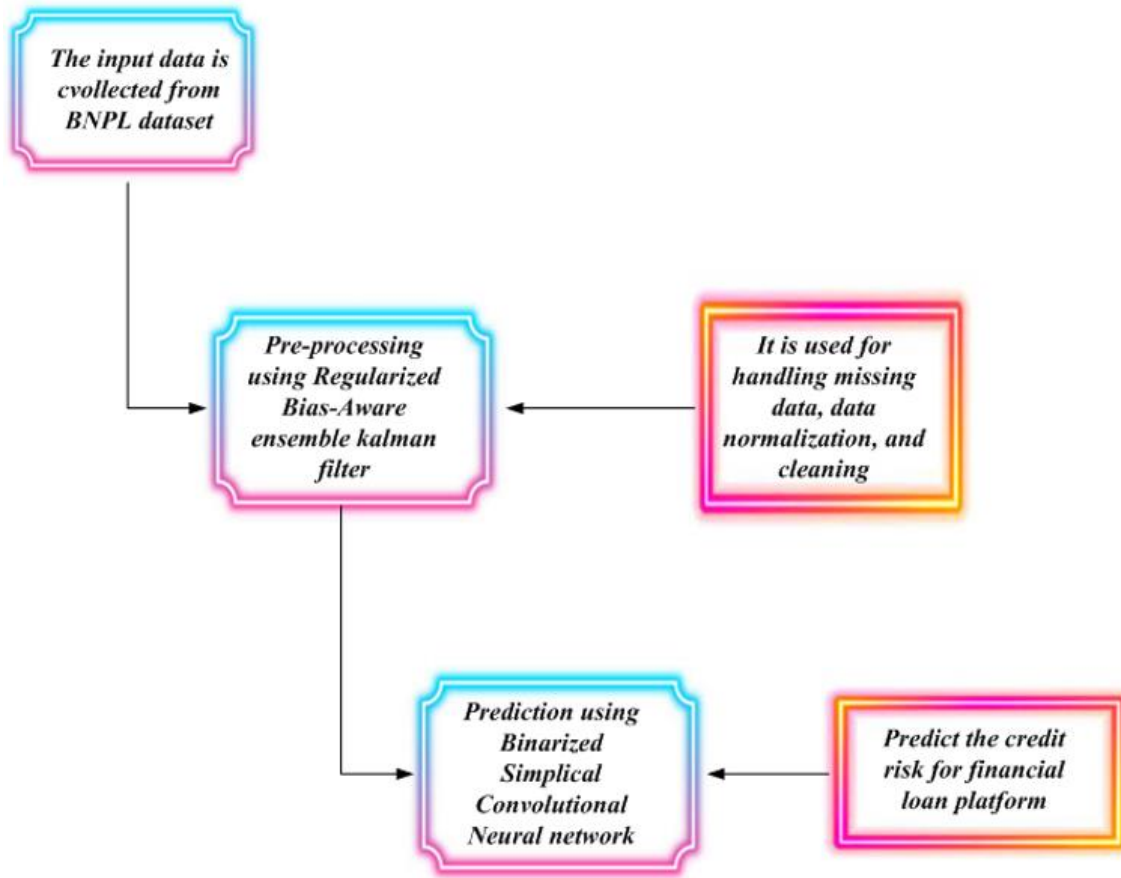 The input data is
cvollected from
BNPL dataset
Pre-processing
using Regularized
Bias-Aware
ensemble kalman
filter
It is used for
handling missing
data, data
normalization, and
cleaning
Prediction using
Binarized
Simplical
Convolutional
Neural network
Predict the credit
risk for financial
loan platform